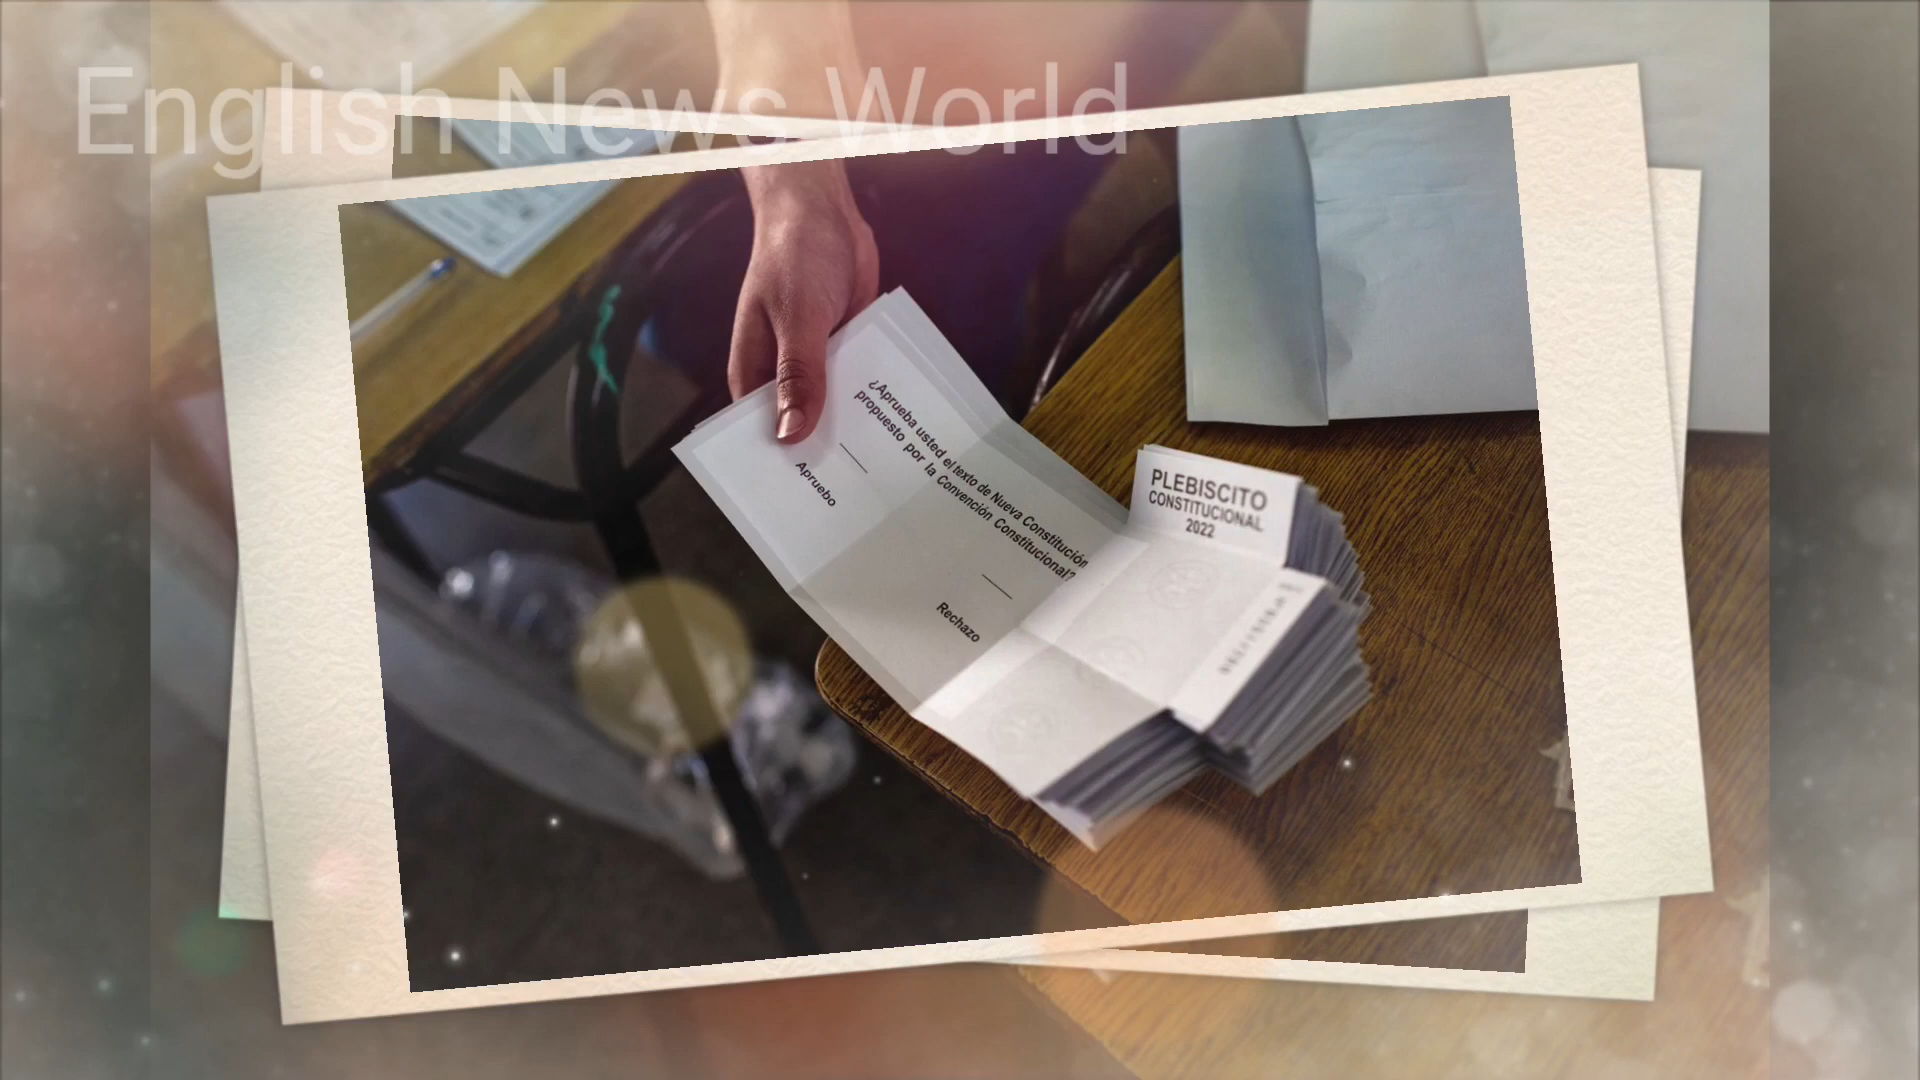 English News World
¿Aprueba usted el texto de Nueva Constitución
propuesto por la Convención Constitucional?
Apruebo
Rechazo
PLEBISCITO
CONSTITUCIONAL
2022